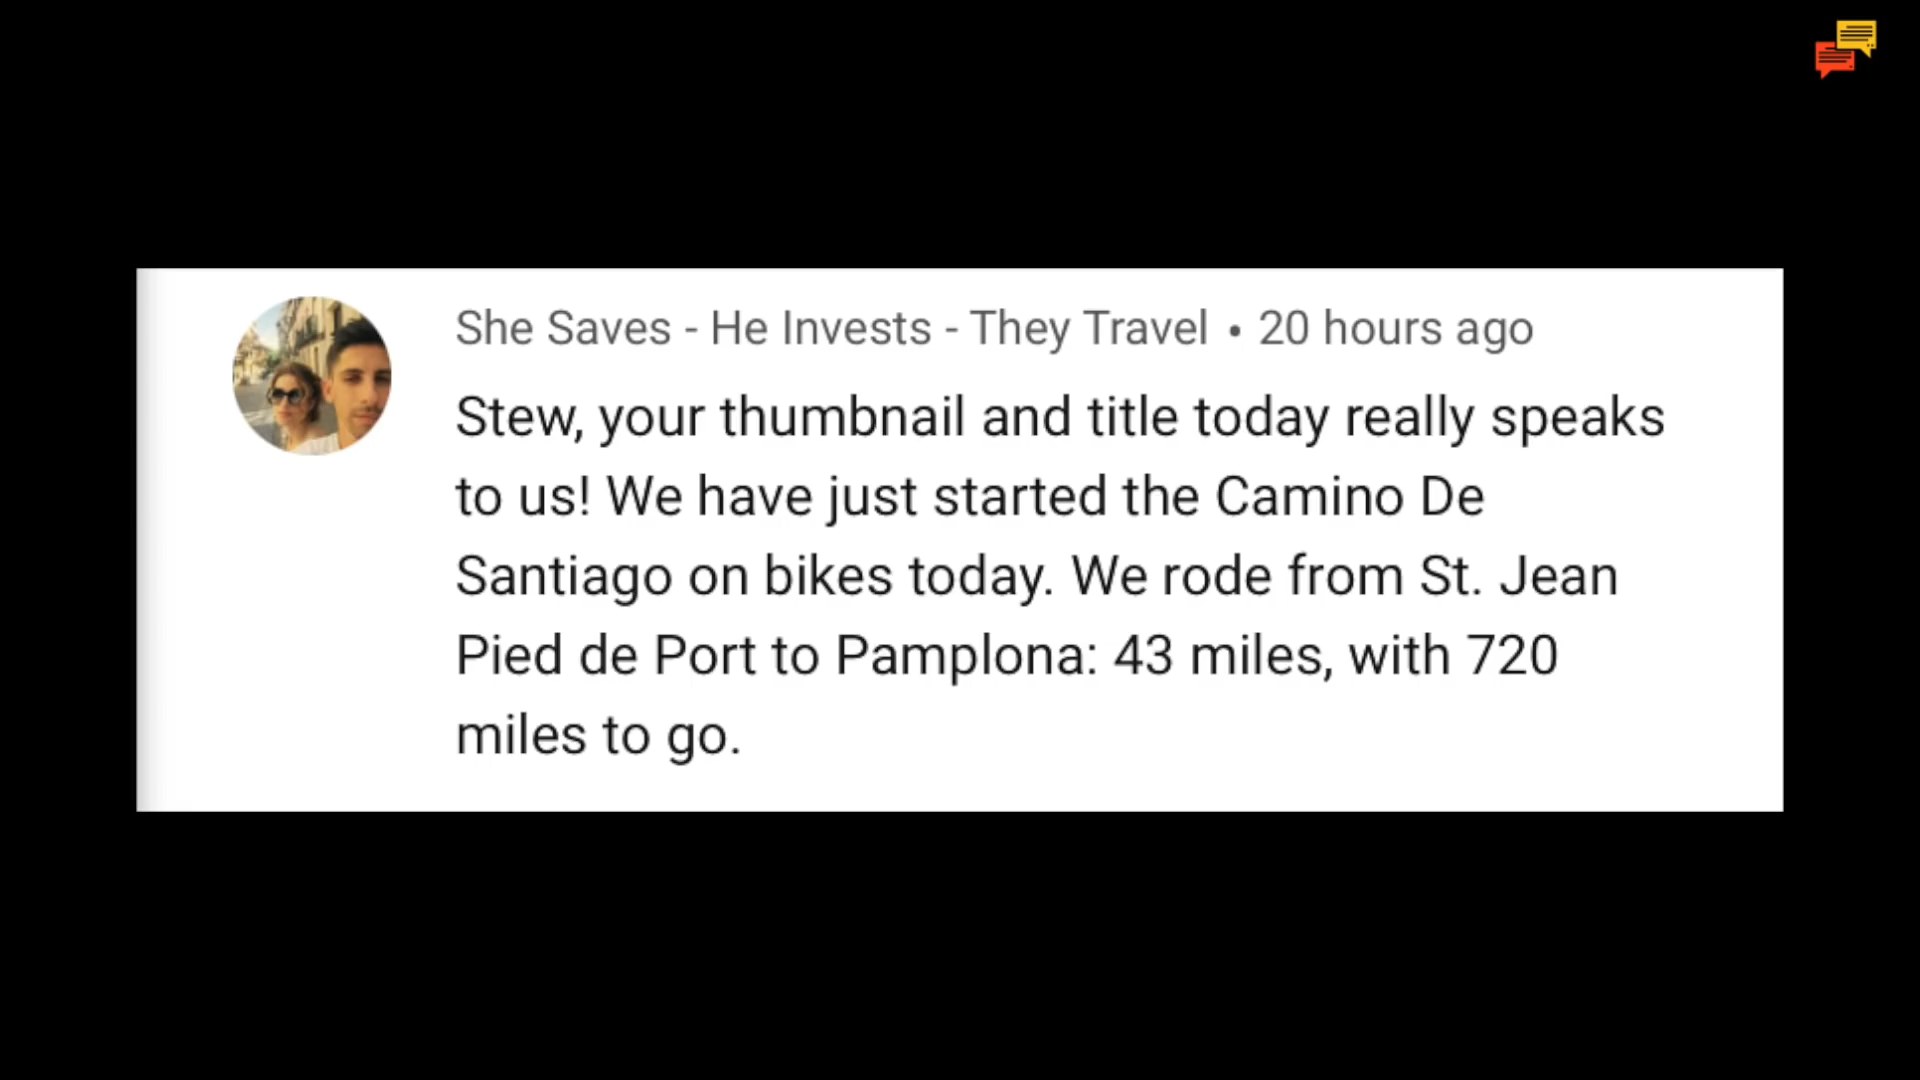 She Saves - He Invests - They Travel • 20 hours ago
Stew, your thumbnail and title today really speaks
to us! We have just started the Camino De
Santiago on bikes today. We rode from St. Jean
Pied de Port to Pamplona: 43 miles, with 720
miles to go.